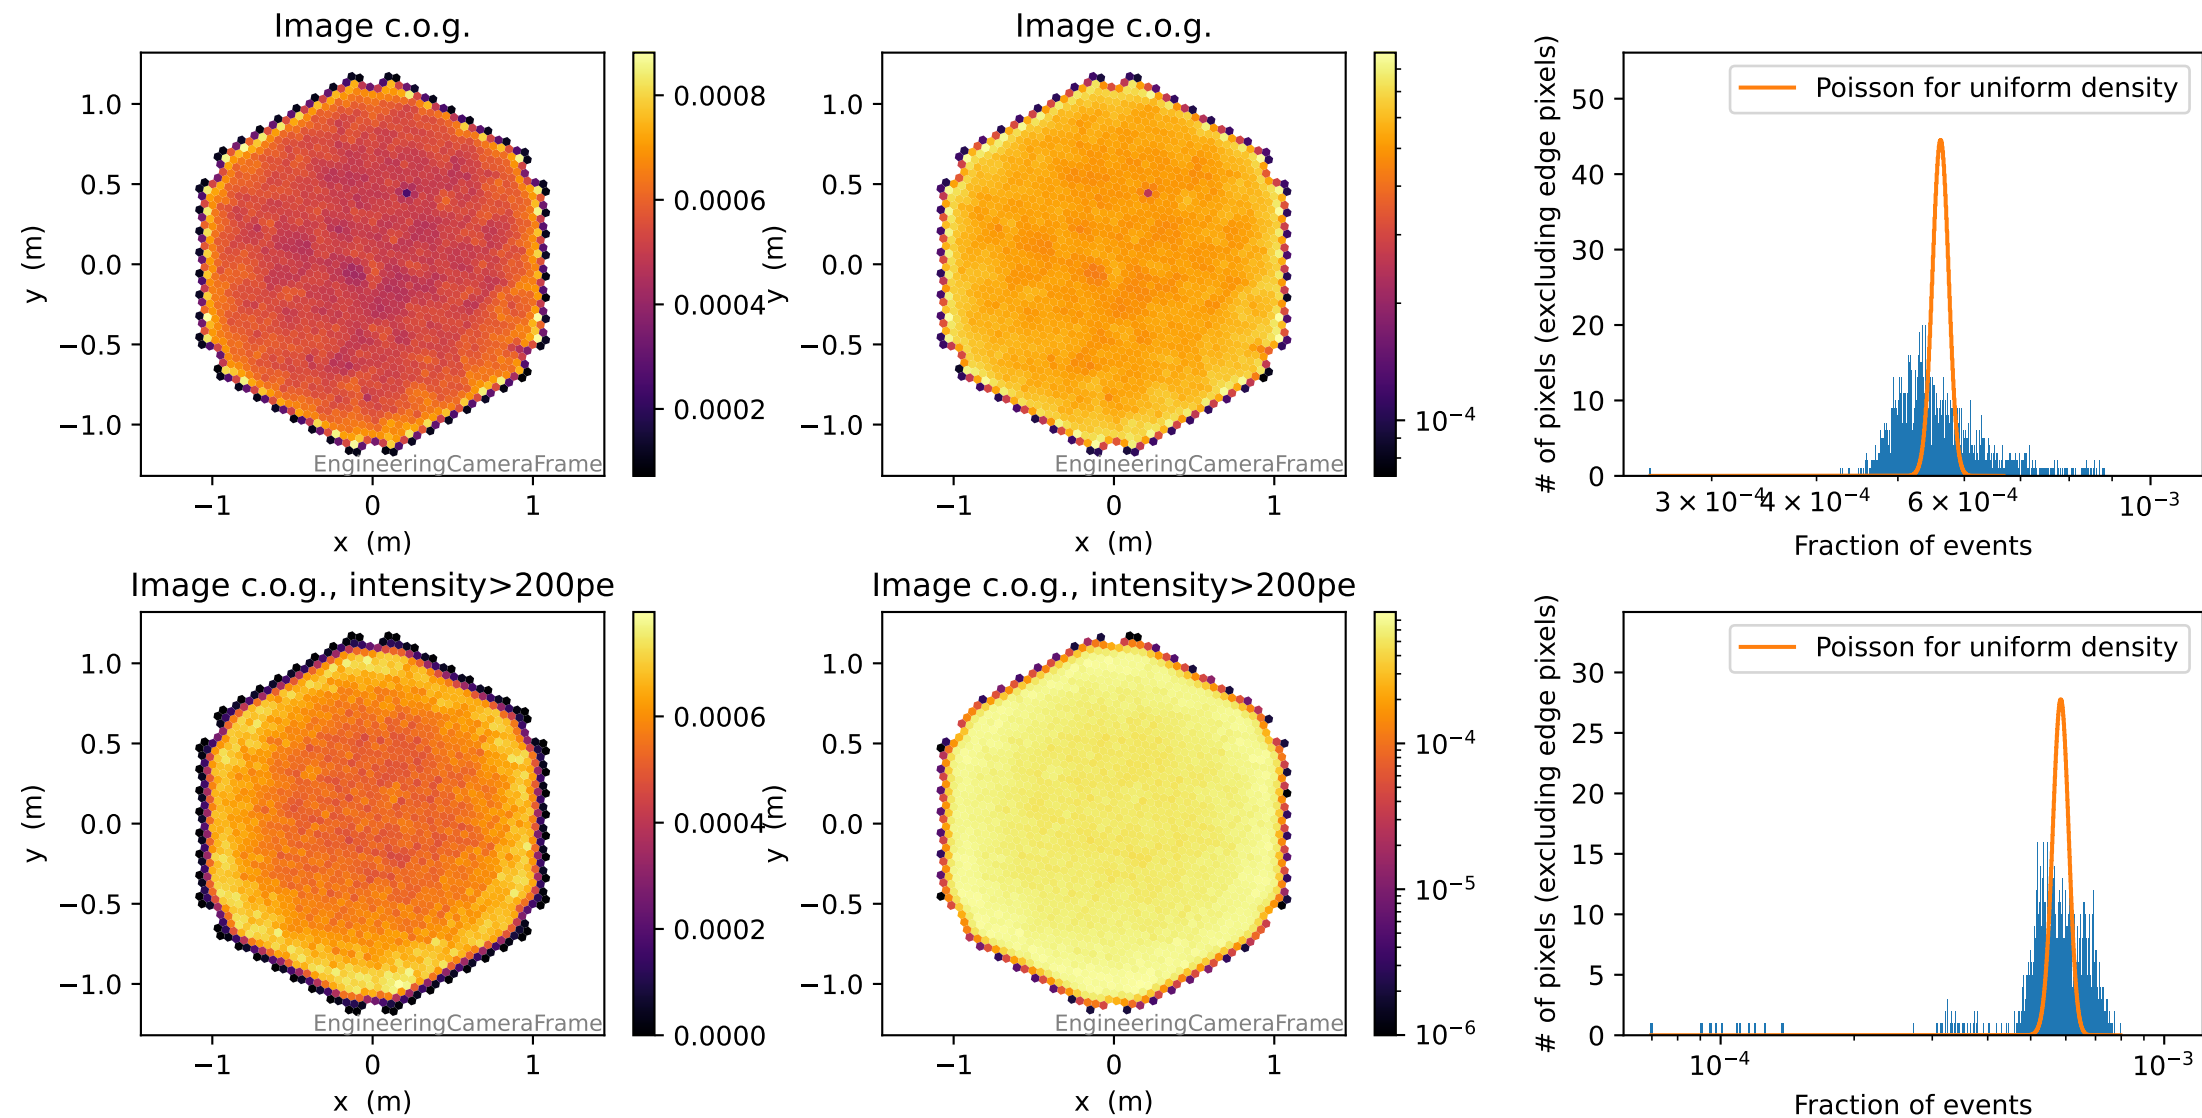 Image c.o.g.
1.0
0.5
0.0
−0.5
−1.0
y (m)
−1
0
1
x (m)
EngineeringCameraFrame
0.0008
0.0006
0.0004
0.0002
Image c.o.g.
1.0
0.5
0.0
−0.5
−1.0
y (m)
−1
0
1
x (m)
EngineeringCameraFrame
10⁻⁴
Poisson for uniform density
50
40
30
20
10
0
# of pixels (excluding edge pixels)
3 × 10⁻⁴
4 × 10⁻⁴
6 × 10⁻⁴
10⁻³
Fraction of events
Image c.o.g., intensity>200pe
1.0
0.5
0.0
−0.5
−1.0
y (m)
−1
0
1
x (m)
EngineeringCameraFrame
0.0006
0.0004
0.0002
0.0000
Image c.o.g., intensity>200pe
1.0
0.5
0.0
−0.5
−1.0
y (m)
−1
0
1
x (m)
EngineeringCameraFrame
10⁻⁴
10⁻⁵
10⁻⁶
Poisson for uniform density
30
25
20
15
10
5
0
# of pixels (excluding edge pixels)
10⁻⁴
10⁻³
Fraction of events